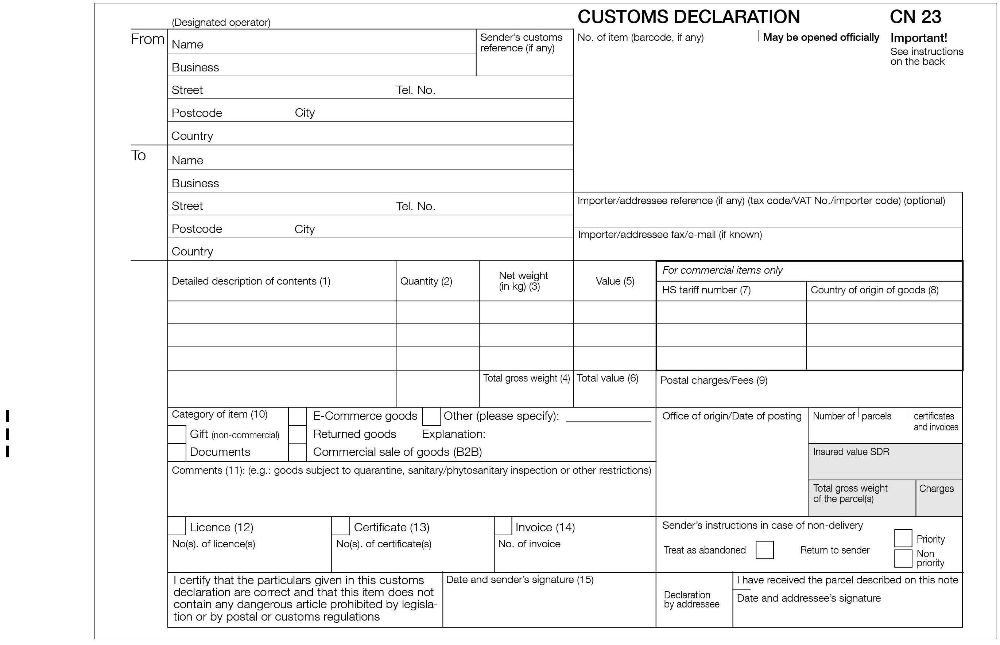 (Designated operator)
CUSTOMS DECLARATION
CN 23
From
Name
Sender’s customs
reference (if any)
No. of item (barcode, if any)
May be opened officially
Important!
See instructions
on the back
Business
Street
Tel. No.
Postcode
City
Country
To
Name
Business
Street
Tel. No.
Postcode
City
Country
Importer/addressee reference (if any) (tax code/VAT No./importer code) (optional)
Importer/addressee fax/e-mail (if known)
Detailed description of contents (1)
Quantity (2)
Net weight
(in kg) (3)
Value (5)
For commercial items only
HS tariff number (7)
Country of origin of goods (8)
Total gross weight (4)
Total value (6)
Postal charges/Fees (9)
Category of item (10)
E-Commerce goods
Other (please specify):
Gift (non-commercial)
Returned goods
Explanation:
Documents
Commercial sale of goods (B2B)
Office of origin/Date of posting
Number of
parcels
certificates
and invoices
Insured value SDR
Total gross weight
of the parcel(s)
Charges
Comments (11): (e.g.: goods subject to quarantine, sanitary/phytosanitary inspection or other restrictions)
Licence (12)
No(s). of licence(s)
Certificate (13)
No(s). of certificate(s)
Invoice (14)
No. of invoice
Sender’s instructions in case of non-delivery
Treat as abandoned
Return to sender
Priority
Non
priority
I certify that the particulars given in this customs
declaration are correct and that this item does not
contain any dangerous article prohibited by legisla-
tion or by postal or customs regulations
Date and sender’s signature (15)
Declaration
by addressee
I have received the parcel described on this note
Date and addressee’s signature